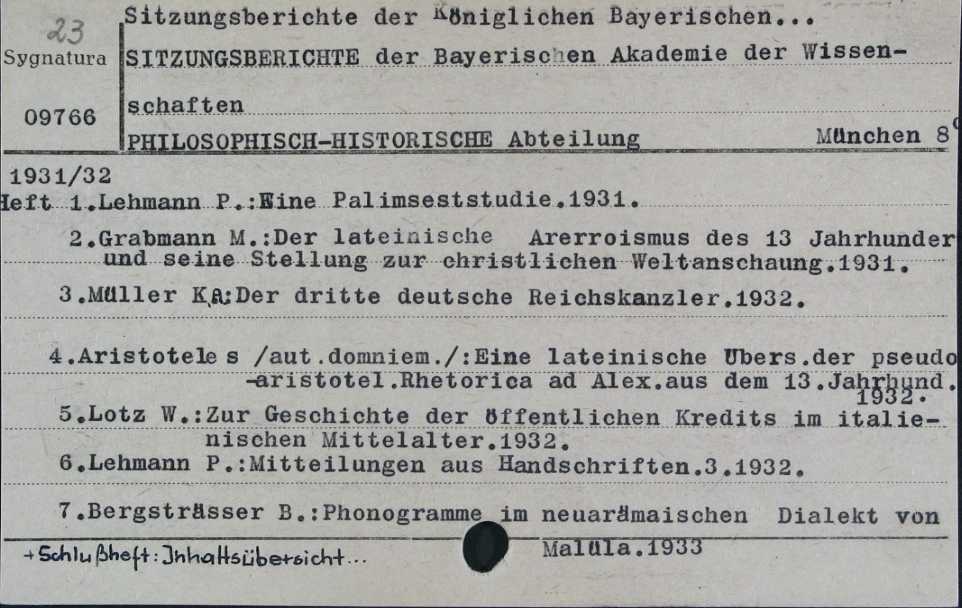 23
Sitzungsberichte der Königlichen Bayerischen...
Sygnatura
SITZUNGSBERICHTE der Bayerischen Akademie der Wissen-
09766
schaften
PHILOSOPHISCH-HISTORISCHE Abteilung München 8°
1931/32
Heft 1.Lehmann P.:Eine Palimseststudie.1931.
2.Grabmann M.:Der lateinische Arerroismus des 13 Jahrhunder
und seine Stellung zur christlichen Weltanschaung.1931.
3.Müller KA:Der dritte deutsche Reichskanzler.1932.
4.Aristoteles /aut.domniem./:Eine lateinische Übers.der pseudo
-aristotel.Rhetorica ad Alex.aus dem 13.Jahrhund.
1932.
5.Lotz W.:Zur Geschichte der öffentlichen Kredits im italie-
nischen Mittelalter.1932.
6.Lehmann P.:Mitteilungen aus Handschriften.3.1932.
7.Bergsträsser B.:Phonogramme im neuarämaischen Dialekt von
Malüla.1933
+Schlußheft: Inhaltsübersicht...